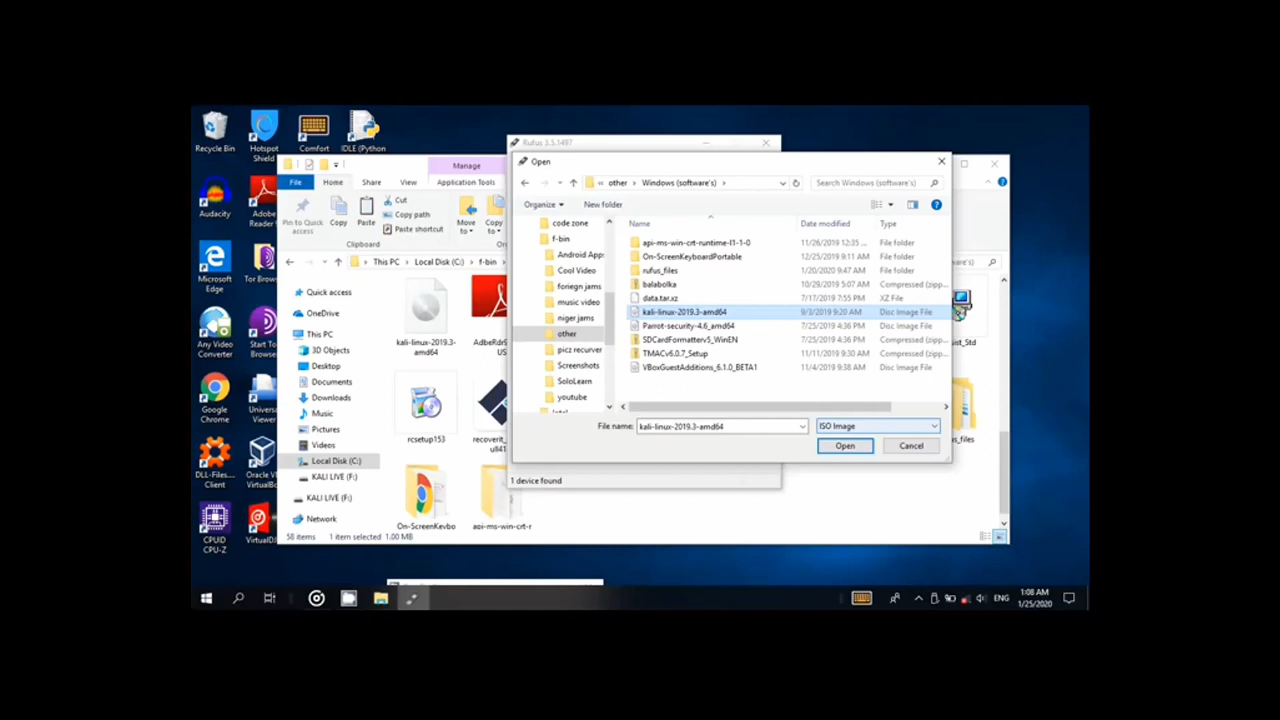 Recycle Bin
Hotspot
Shield
Comfort
IDLE (Python
Audacity
Adobe
Reader
Microsoft
Edge
Tor Brows
Any Video
Converter
Start To
Browse
Google
Chrome
Univers
Viewer
DLL-Files...
Client
Oracle V
VirtualB
CPUID
CPU-Z
VirtualD
Manage
File
Home
Share
View
Application Tools
Pin to Quick
access
Copy
Paste
Cut
Copy path
Paste shortcut
Move
to
Copy
to
Clipboard
Or
This PC
Local Disk (C:)
f-bin
Quick access
OneDrive
This PC
3D Objects
Desktop
Documents
Downloads
Music
Pictures
Videos
Local Disk (C:)
KALI LIVE (F:)
KALI LIVE (F:)
Network
kali-linux-2019.3-
amd64
AdbeRdr
US
rcsetup153
recoverit_
ull41
On-ScreenKeybo
api-ms-win-crt-r
58 items
1 item selected 1.00 MB
Rufus 3.5.1497
Open
« other
Windows (software's)
Search Windows (software's)
Organize
New folder
Name
Date modified
Type
code zone
f-bin
Android Apps
Cool Video
foriegn jams
music video
niger jams
other
picz recurver
Screenshots
SoloLearn
youtube
Intel
api-ms-win-crt-runtime-l1-1-0 11/26/2019 12:35 ... File folder
On-ScreenKeyboardPortable 12/25/2019 9:11 AM File folder
rufus_files 1/20/2020 9:47 AM File folder
balabolka 10/29/2019 5:07 AM Compressed (zipp...
data.tar.xz 7/17/2019 7:55 PM XZ File
kali-linux-2019.3-amd64 9/3/2019 9:20 AM Disc Image File
Parrot-security-4.6_amd64 7/25/2019 4:36 PM Disc Image File
SDCardFormatterv5_WinEN 7/25/2019 4:36 PM Compressed (zipp...
TMACv6.0.7_Setup 11/11/2019 9:30 AM Compressed (zipp...
VBoxGuestAdditions_6.1.0_BETA1 11/4/2019 9:38 AM Disc Image File
File name:
kali-linux-2019.3-amd64
ISO Image
Open
Cancel
1 device found
are's)
ist_Std
s_files
ENG
1:08 AM
1/25/2020